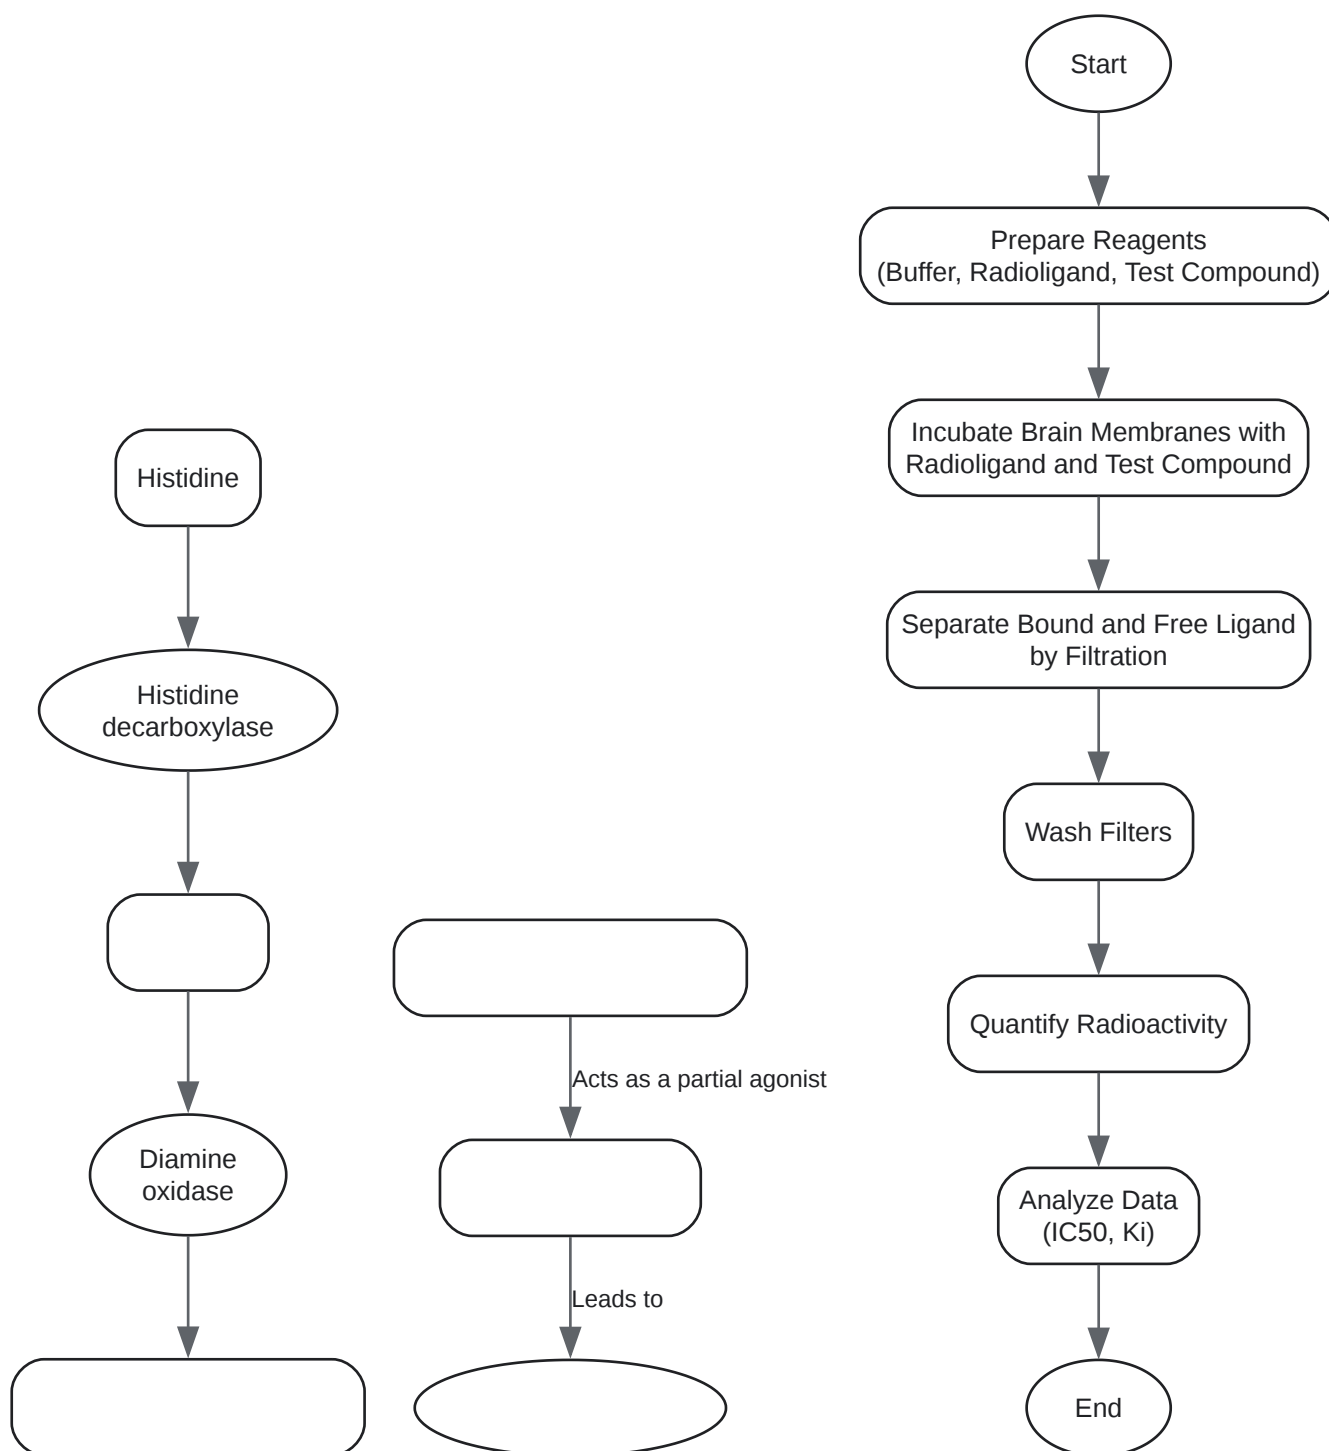 Histidine
Histidine
decarboxylase
Diamine
oxidase
Acts as a partial agonist
Leads to
Start
Prepare Reagents
(Buffer, Radioligand, Test Compound)
Incubate Brain Membranes with
Radioligand and Test Compound
Separate Bound and Free Ligand
by Filtration
Wash Filters
Quantify Radioactivity
Analyze Data
(IC50, Ki)
End